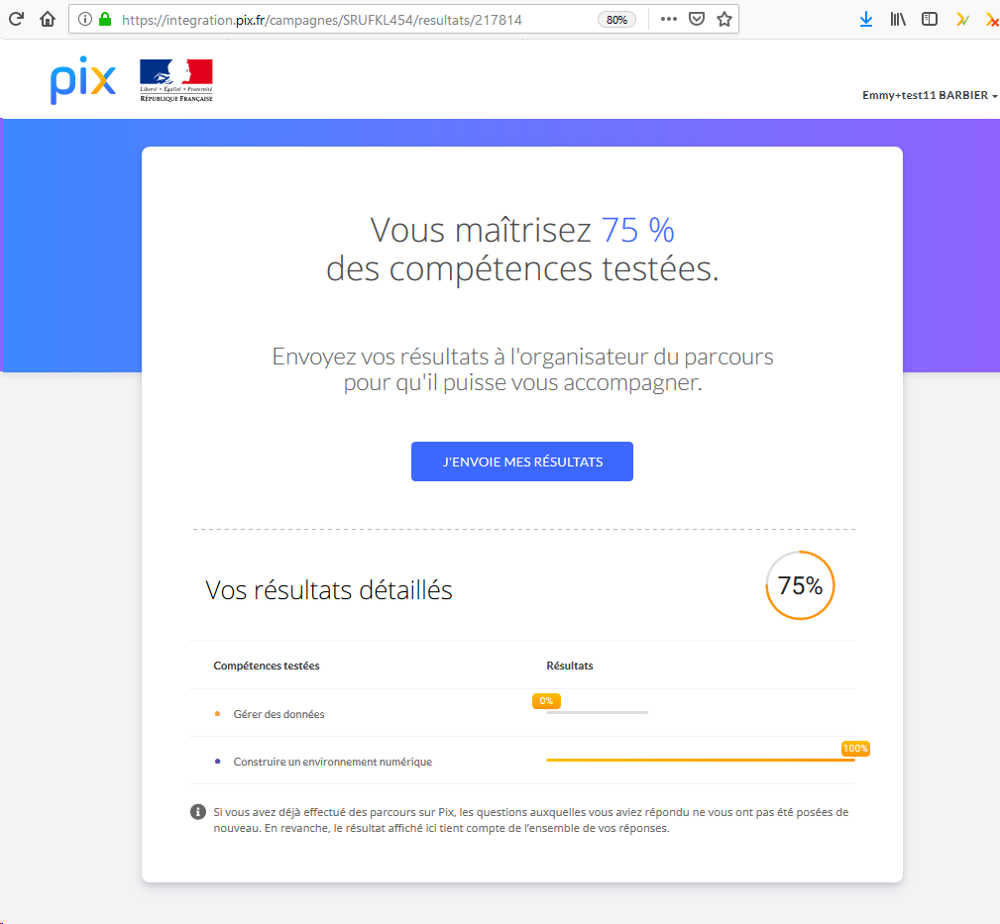 https://integration.pix.fr/campagnes/SRUFKL454/resultats/217814
80%
pix
Liberté • Égalité • Fraternité
RÉPUBLIQUE FRANÇAISE
Emmy+test11 BARBIER
Vous maîtrisez 75 %
des compétences testées.
Envoyez vos résultats à l'organisateur du parcours
pour qu'il puisse vous accompagner.
J'ENVOIE MES RÉSULTATS
Vos résultats détaillés
75%
Compétences testées
Résultats
Gérer des données
0%
Construire un environnement numérique
100%
Si vous avez déjà effectué des parcours sur Pix, les questions auxquelles vous aviez répondu ne vous ont pas été posées de
nouveau. En revanche, le résultat affiché ici tient compte de l'ensemble de vos réponses.